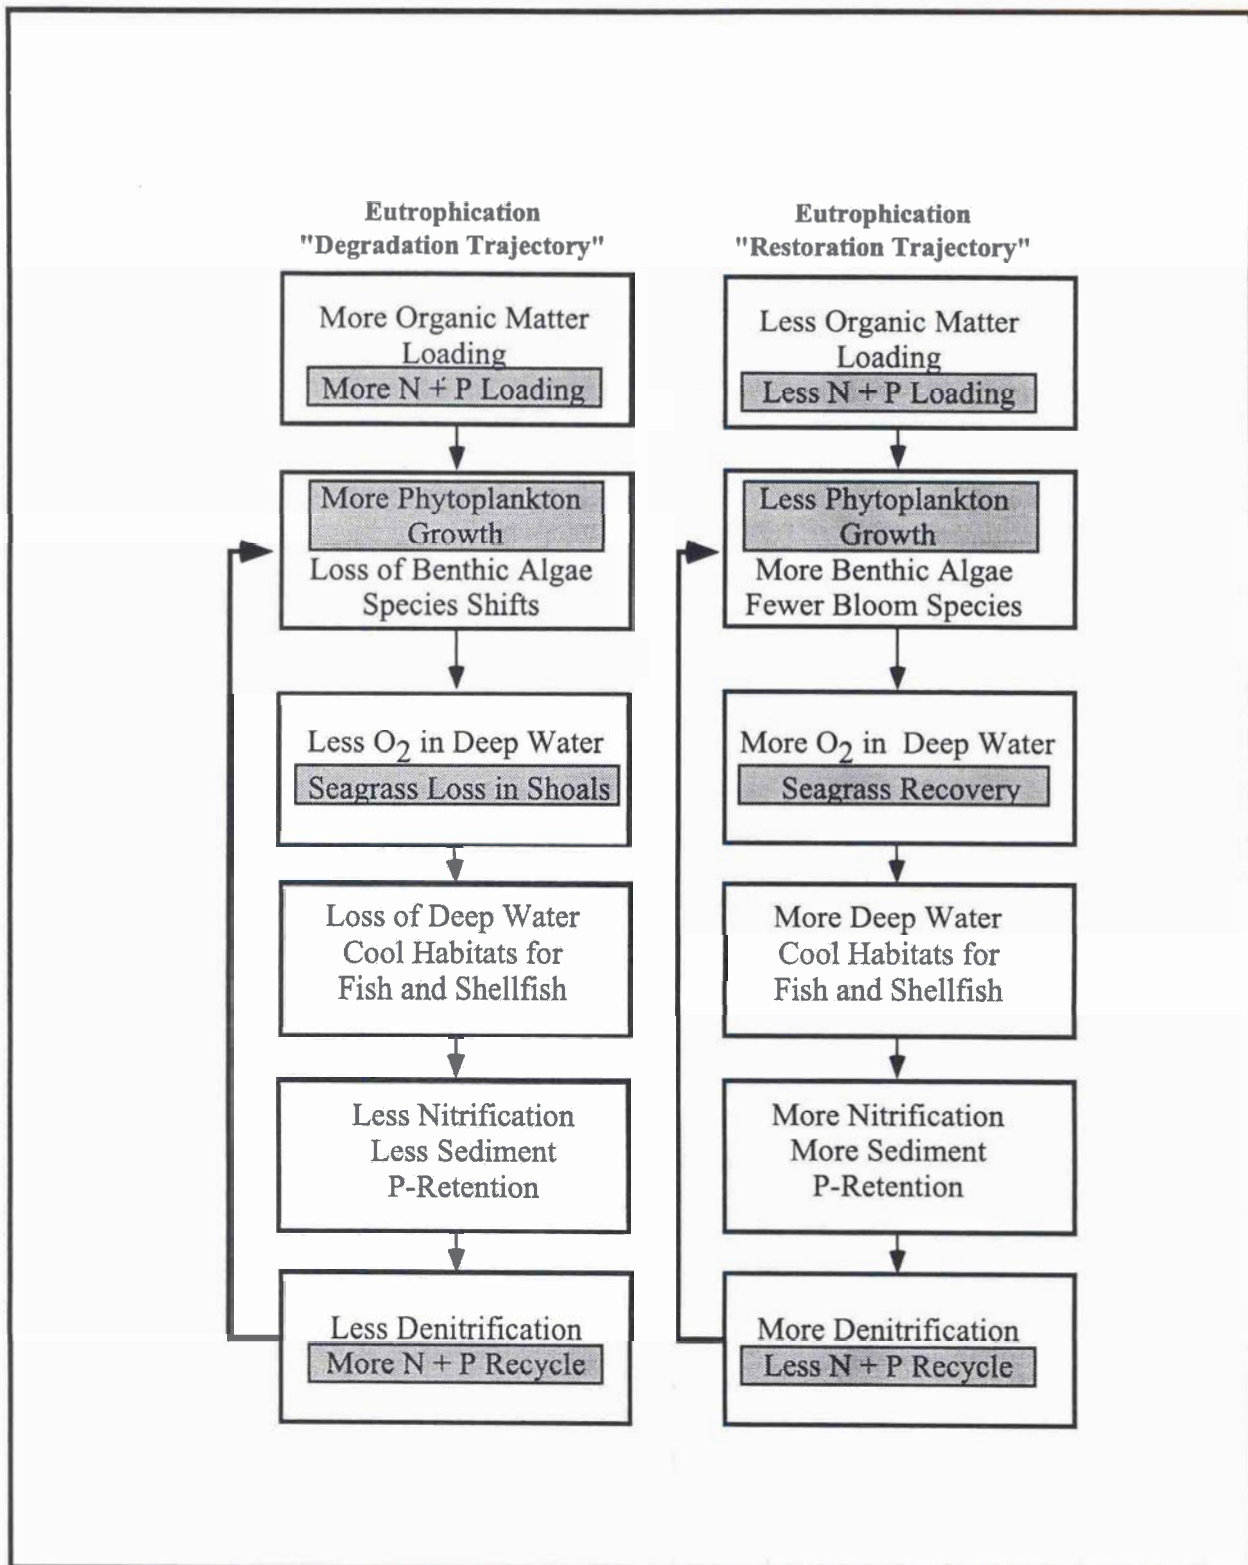 Eutrophication
"Degradation Trajectory"
More Organic Matter
Loading
More N + P Loading
More Phytoplankton
Growth
Loss of Benthic Algae
Species Shifts
Less O2 in Deep Water
Seagrass Loss in Shoals
Loss of Deep Water
Cool Habitats for
Fish and Shellfish
Less Nitrification
Less Sediment
P-Retention
Less Denitrification
More N + P Recycle
Eutrophication
"Restoration Trajectory"
Less Organic Matter
Loading
Less N + P Loading
Less Phytoplankton
Growth
More Benthic Algae
Fewer Bloom Species
More O2 in Deep Water
Seagrass Recovery
More Deep Water
Cool Habitats for
Fish and Shellfish
More Nitrification
More Sediment
P-Retention
More Denitrification
Less N + P Recycle